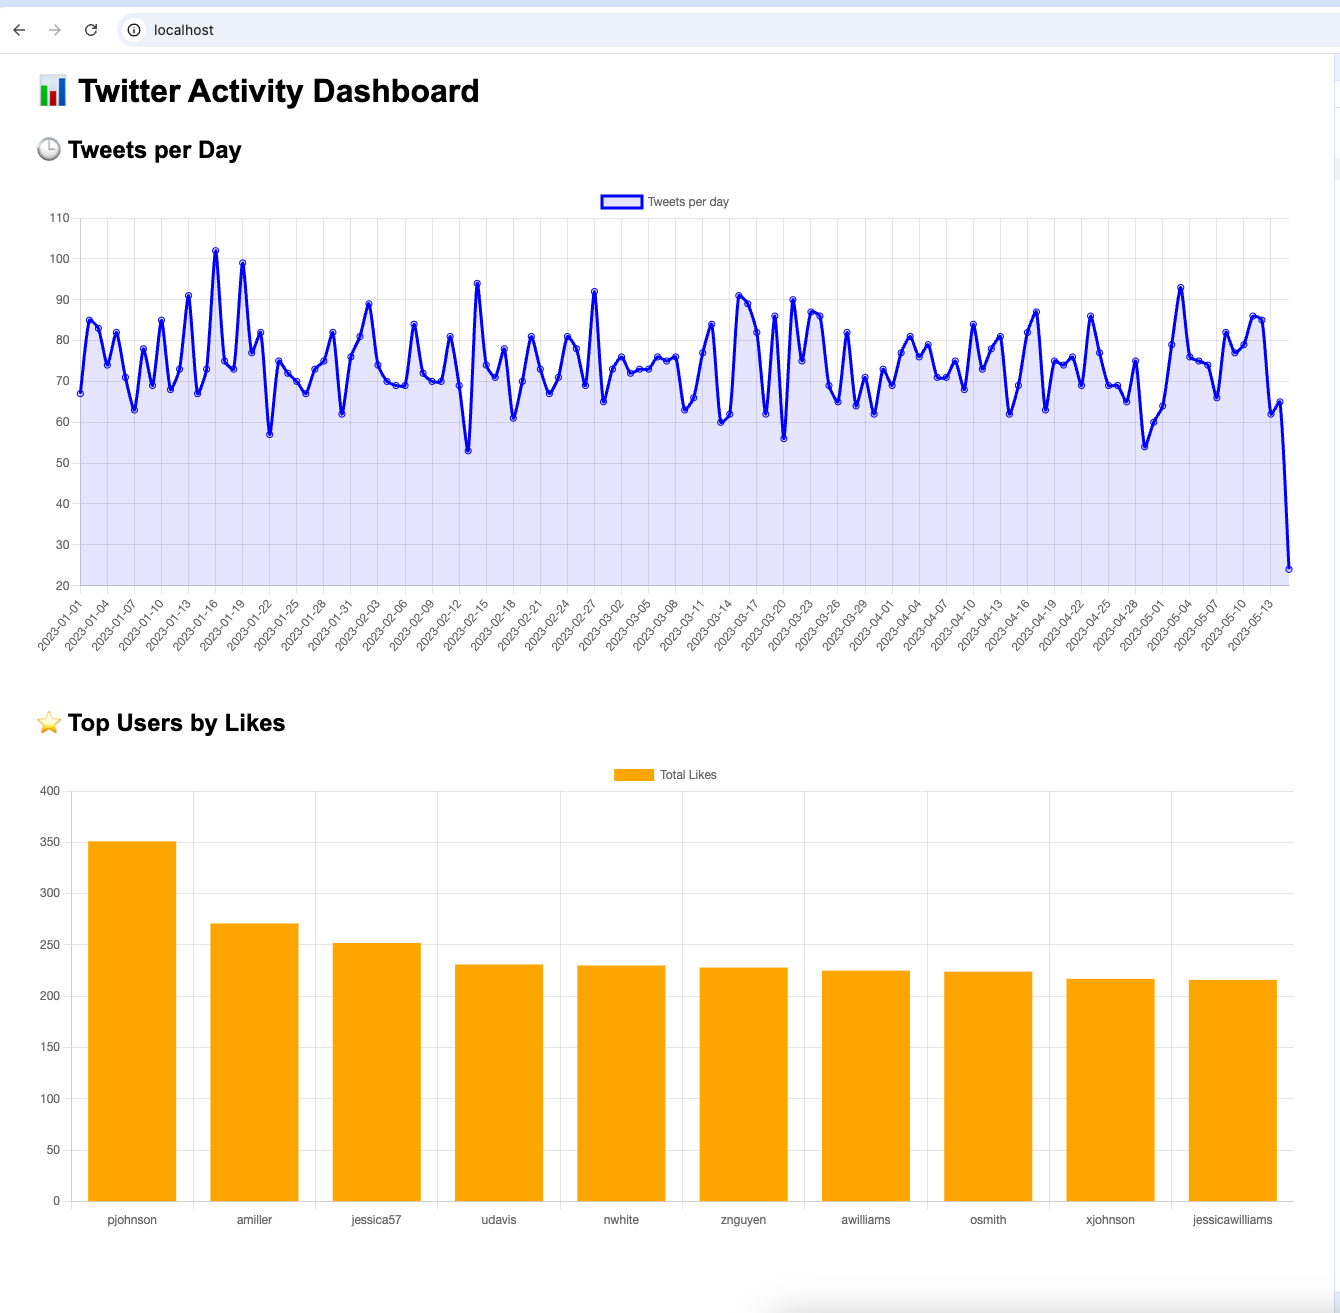 localhost
Twitter Activity Dashboard
Tweets per Day
Tweets per day
110
100
90
80
70
60
50
40
30
20
2023-01-01 2023-01-04 2023-01-07 2023-01-10 2023-01-13 2023-01-16 2023-01-19 2023-01-22 2023-01-25 2023-01-28 2023-01-31 2023-02-03 2023-02-06 2023-02-09 2023-02-12 2023-02-15 2023-02-18 2023-02-21 2023-02-24 2023-02-27 2023-03-02 2023-03-05 2023-03-08 2023-03-11 2023-03-14 2023-03-17 2023-03-20 2023-03-23 2023-03-26 2023-03-29 2023-04-01 2023-04-04 2023-04-07 2023-04-10 2023-04-13 2023-04-16 2023-04-19 2023-04-22 2023-04-25 2023-04-28 2023-05-01 2023-05-04 2023-05-07 2023-05-10 2023-05-13
Top Users by Likes
Total Likes
400
350
300
250
200
150
100
50
0
pjohnson amiller jessica57 udavis nwhite znguyen awilliams osmith xjohnson jessicawilliams